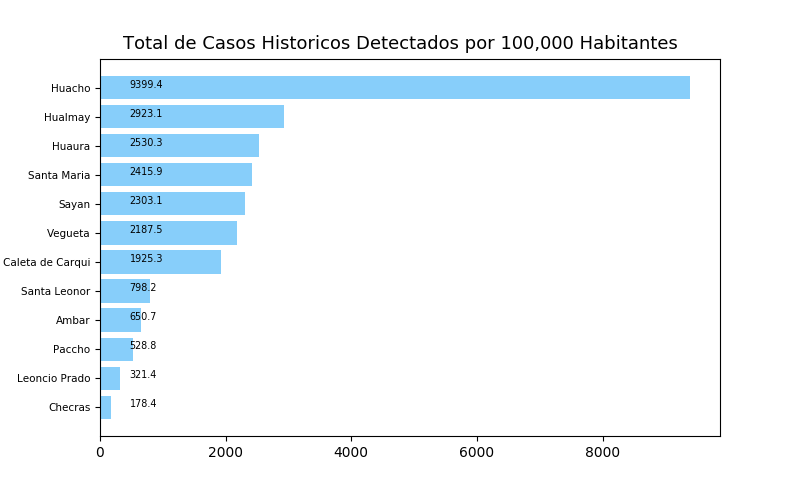 Total de Casos Historicos Detectados por 100,000 Habitantes
Huacho 9399.4
Hualmay 2923.1
Huaura 2530.3
Santa Maria 2415.9
Sayan 2303.1
Vegueta 2187.5
Caleta de Carqui 1925.3
Santa Leonor 798.2
Ambar 650.7
Paccho 528.8
Leoncio Prado 321.4
Checras 178.4
0 2000 4000 6000 8000